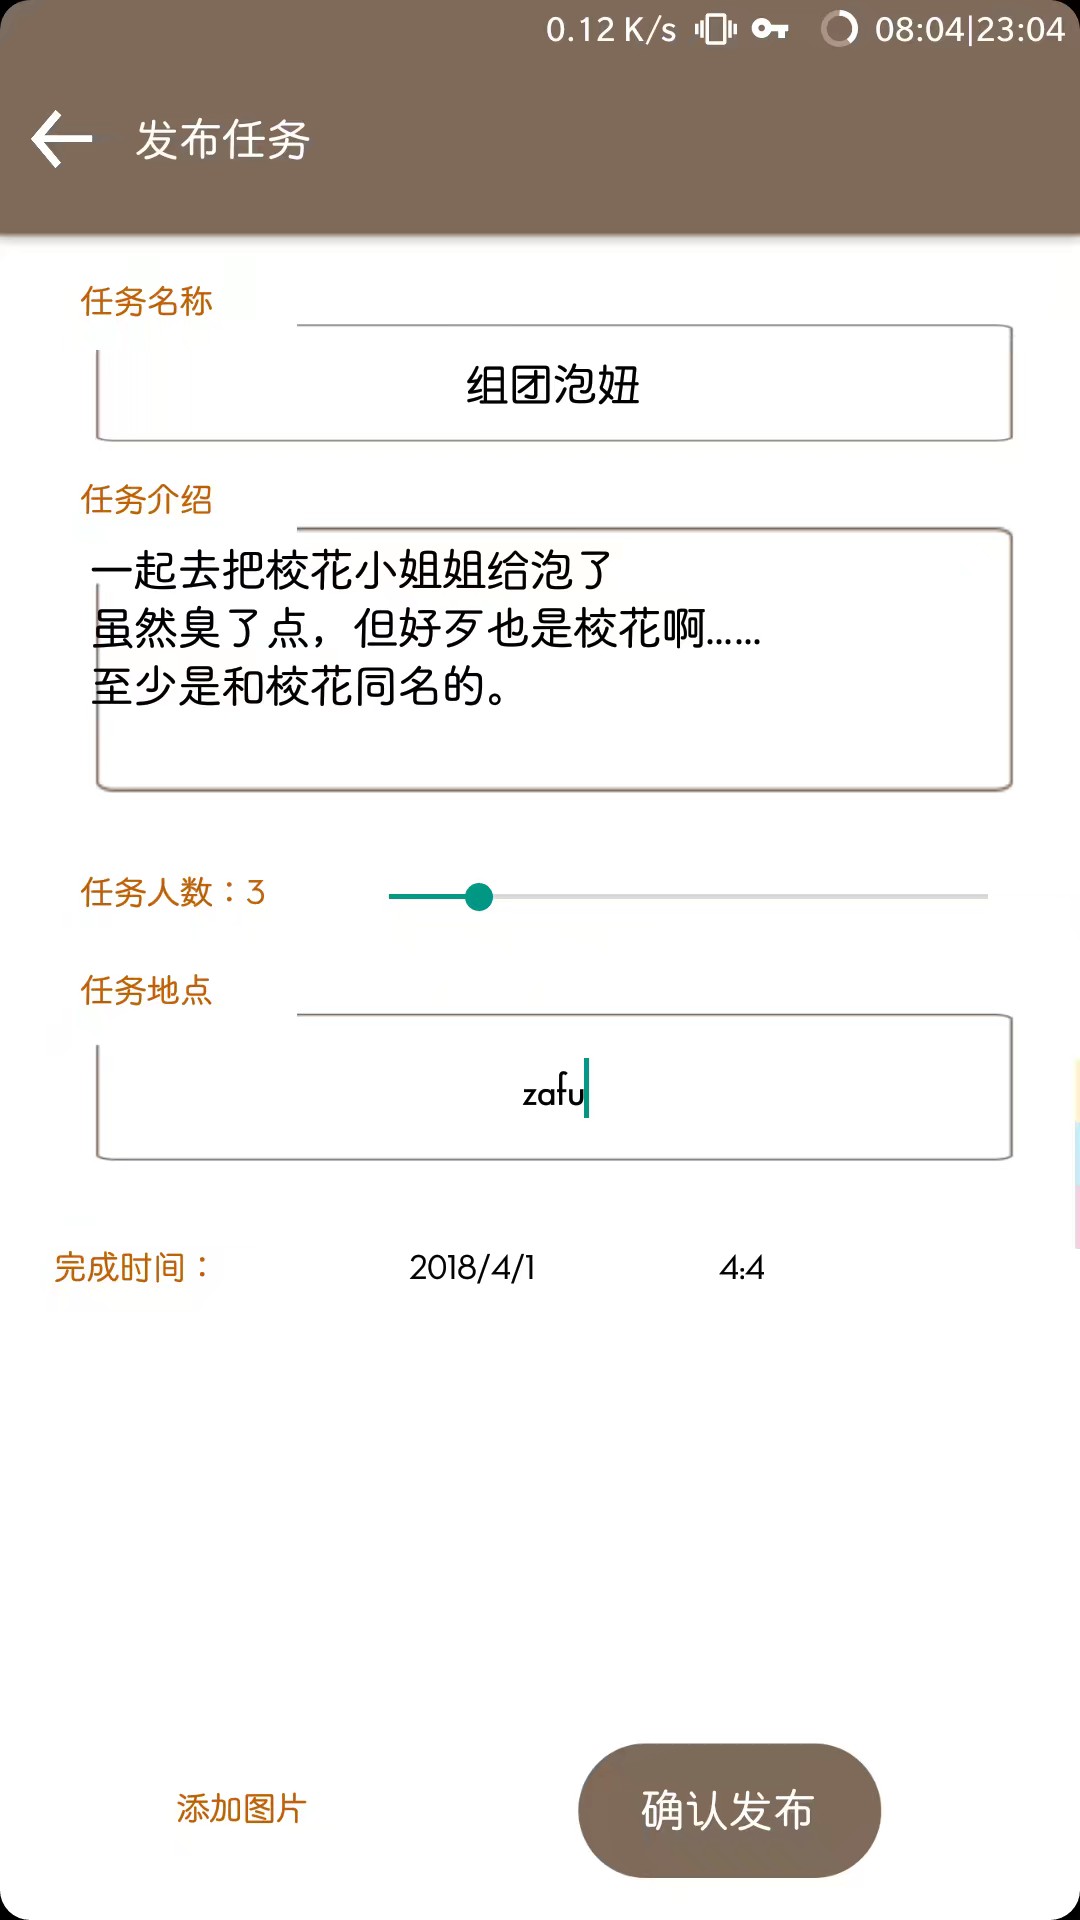 0.12 K/s 08:04|23:04
发布任务
任务名称
组团泡妞
任务介绍
一起去把校花小姐姐给泡了
虽然臭了点，但好歹也是校花啊……
至少是和校花同名的。
任务人数：3
任务地点
zafu
完成时间： 2018/4/1 4:4
添加图片 确认发布